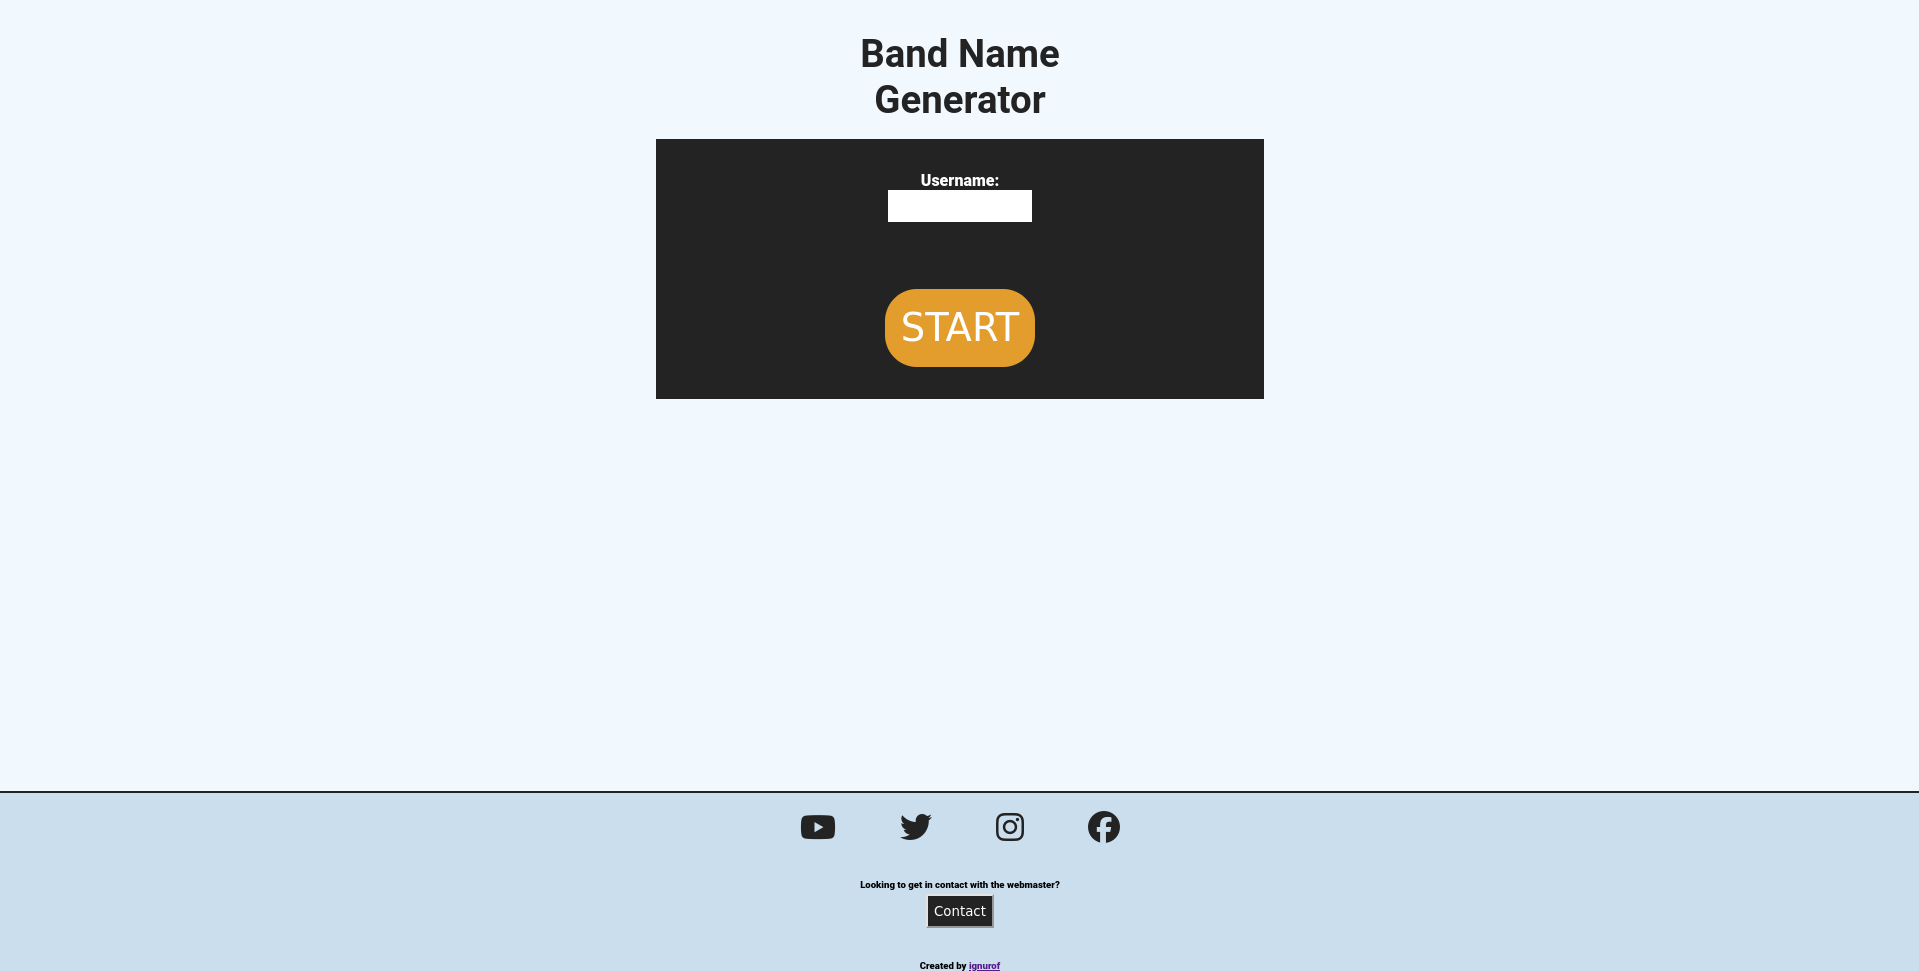 Band Name
Generator
Username:
START
Looking to get in contact with the webmaster?
Contact
Created by ignurof